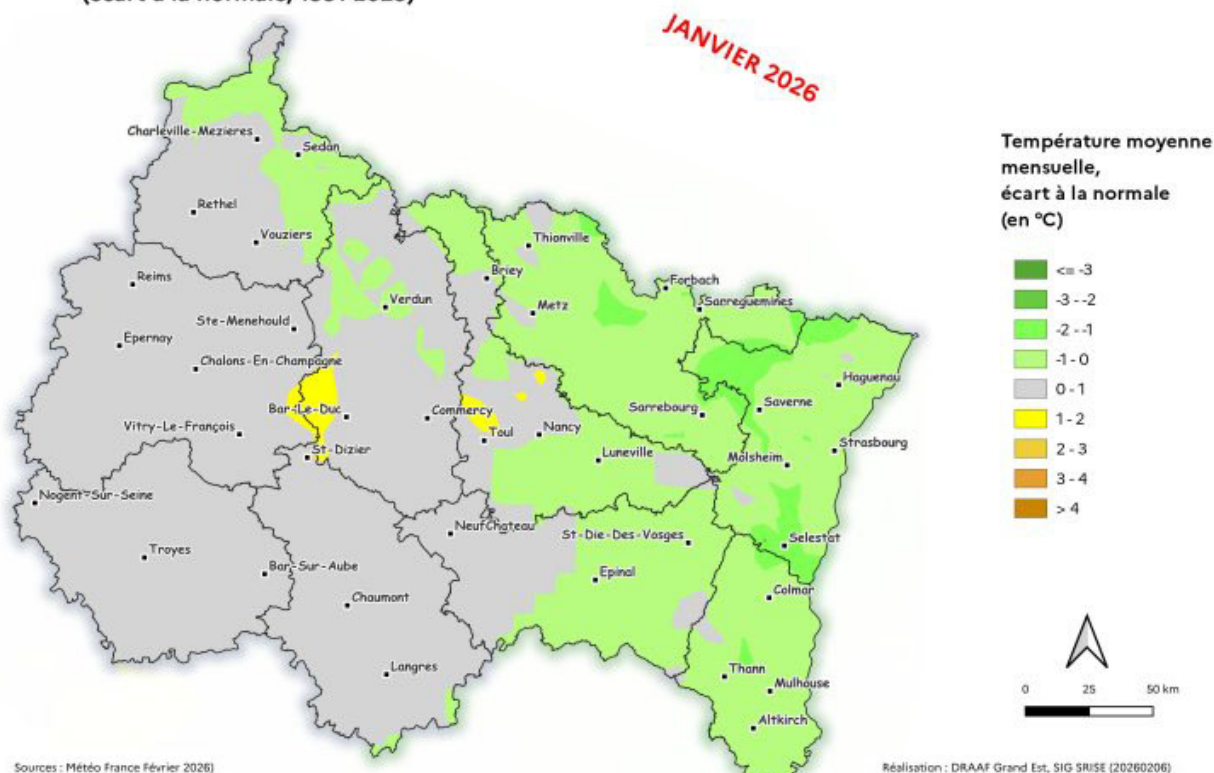 JANVIER 2026
Charleville-Mezieres
Sedan
Rethel
Vouziers
Thionville
Briey
Forbach
Reims
Verdun
Metz
Sarreguemines
Ste-Menehould
Epernay
Chalons-En-Champagne
Haguenau
Bar-Le-Duc
Commercy
Sarrebourg
Saverne
Vitry-Le-François
Toul
Nancy
Strasbourg
St-Dizier
Luneville
Molsheim
Nogent-Sur-Seine
Neufchateau
St-Die-Des-Vosges
Selestat
Troyes
Bar-Sur-Aube
Epinal
Colmar
Chaumont
Langres
Thann
Mulhouse
Altkirch
Température moyenne
mensuelle,
écart à la normale
(en °C)
<= -3
-3 - -2
-2 - -1
-1 - 0
0 - 1
1 - 2
2 - 3
3 - 4
> 4
0 25 50 km
Sources : Météo France Février 2026)
Réalisation : DRAAF Grand Est, SIG SRISE (20260206)